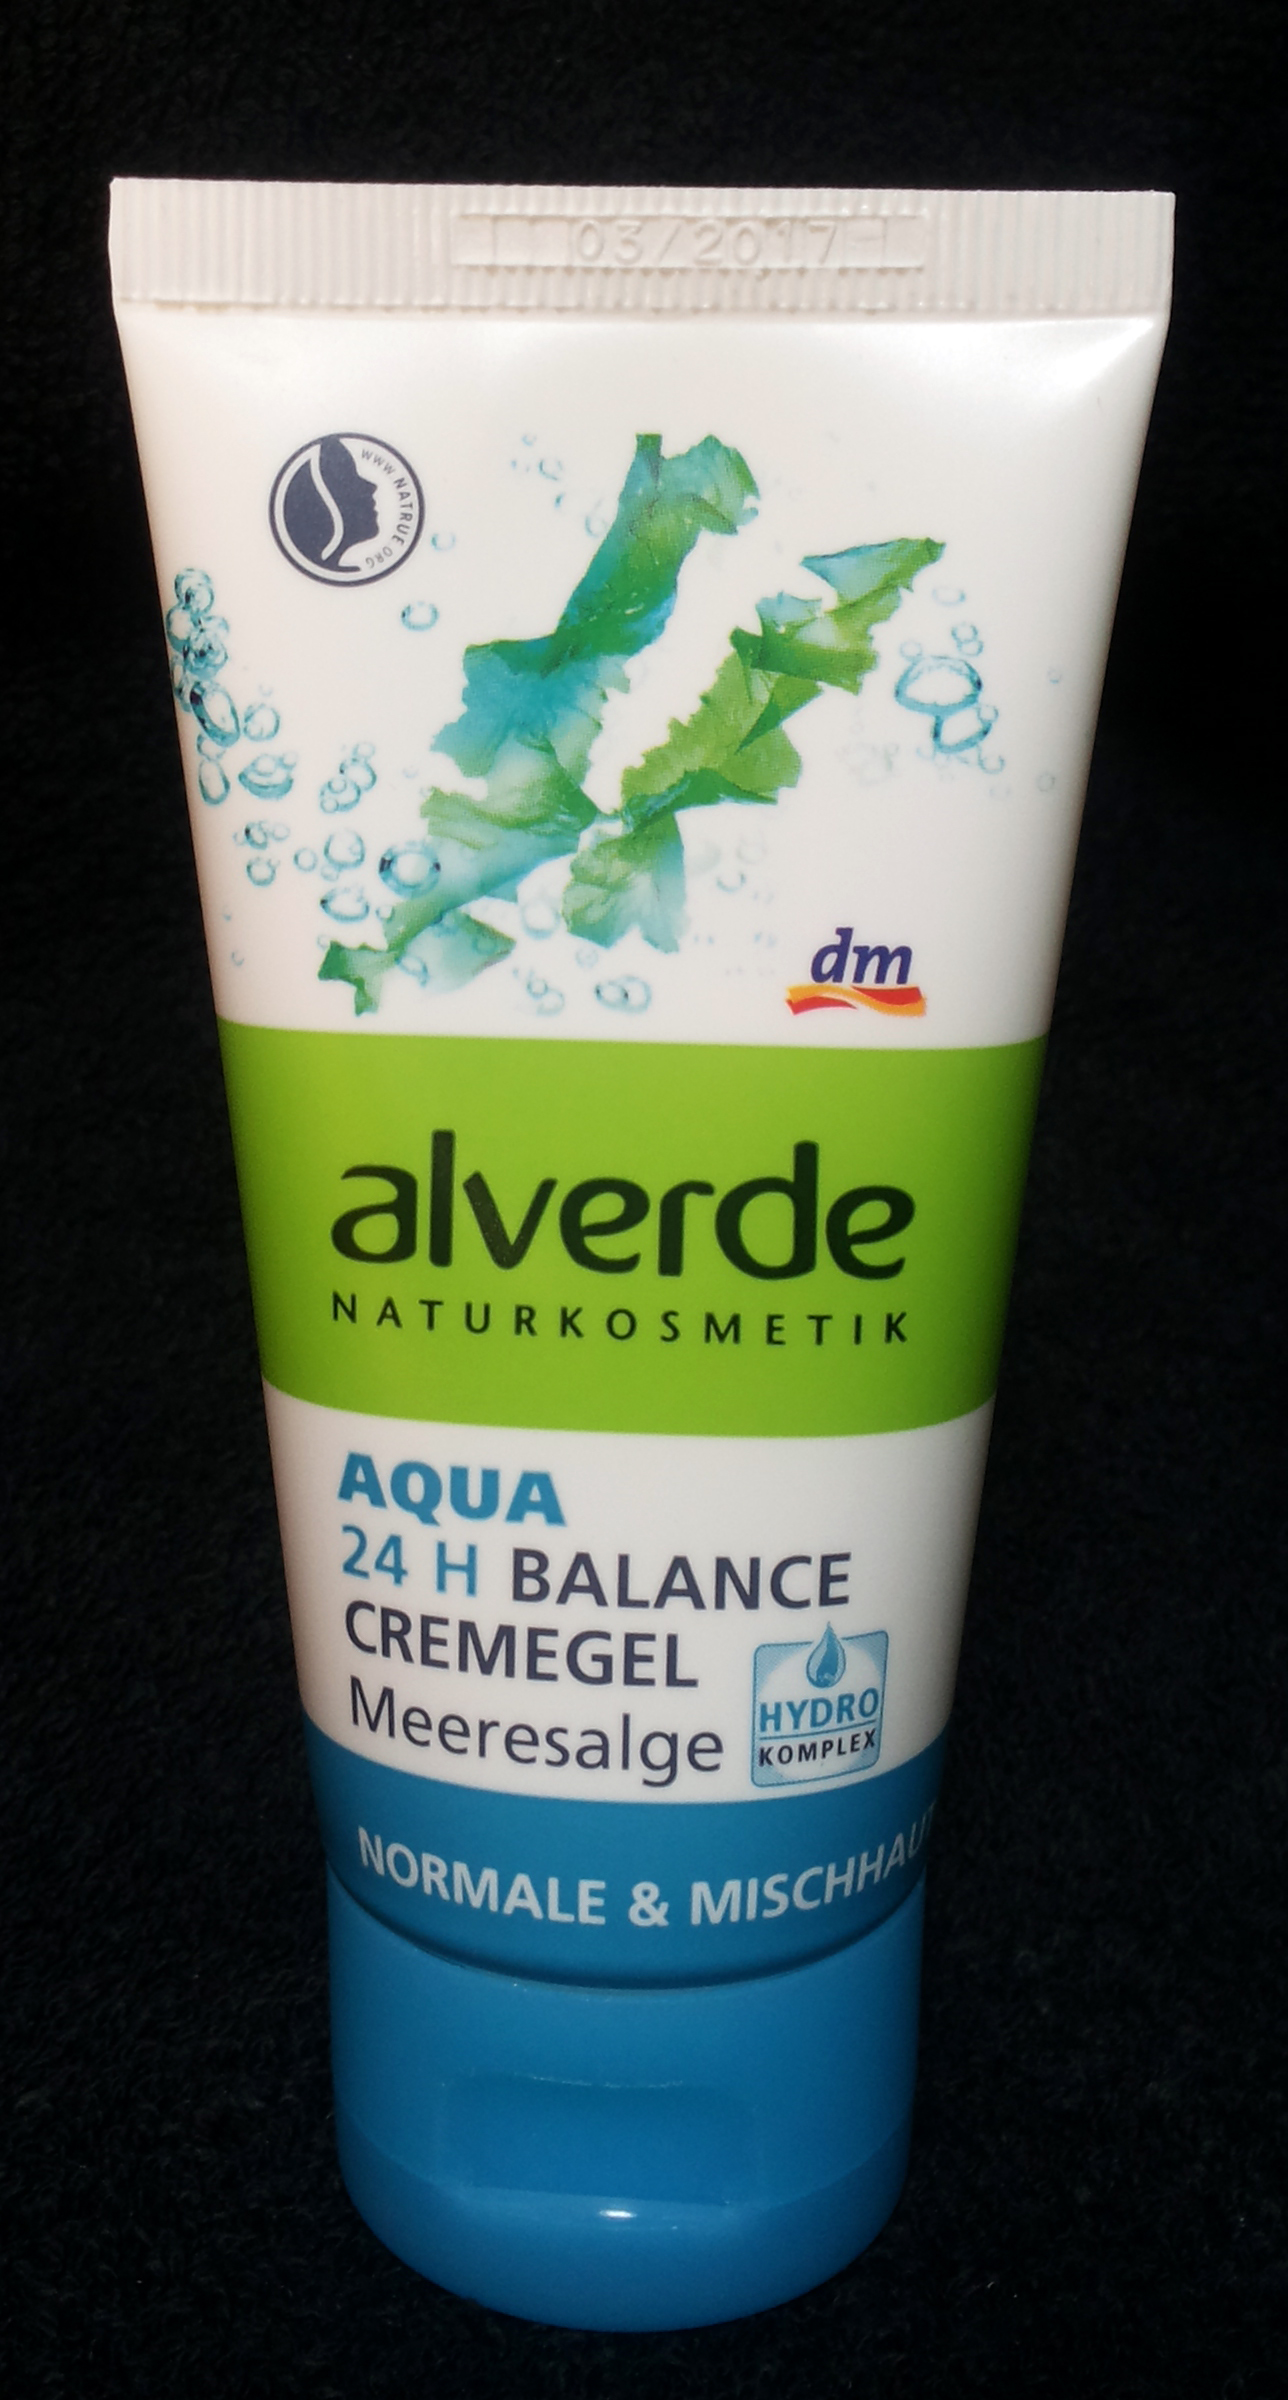 03/2017
WWW.NATRUE.ORG
dm
alverde
NATURKOSMETIK
AQUA
24 H BALANCE
CREMEGEL
Meeresalge
HYDRO
KOMPLEX
NORMALE & MISCHHAUT